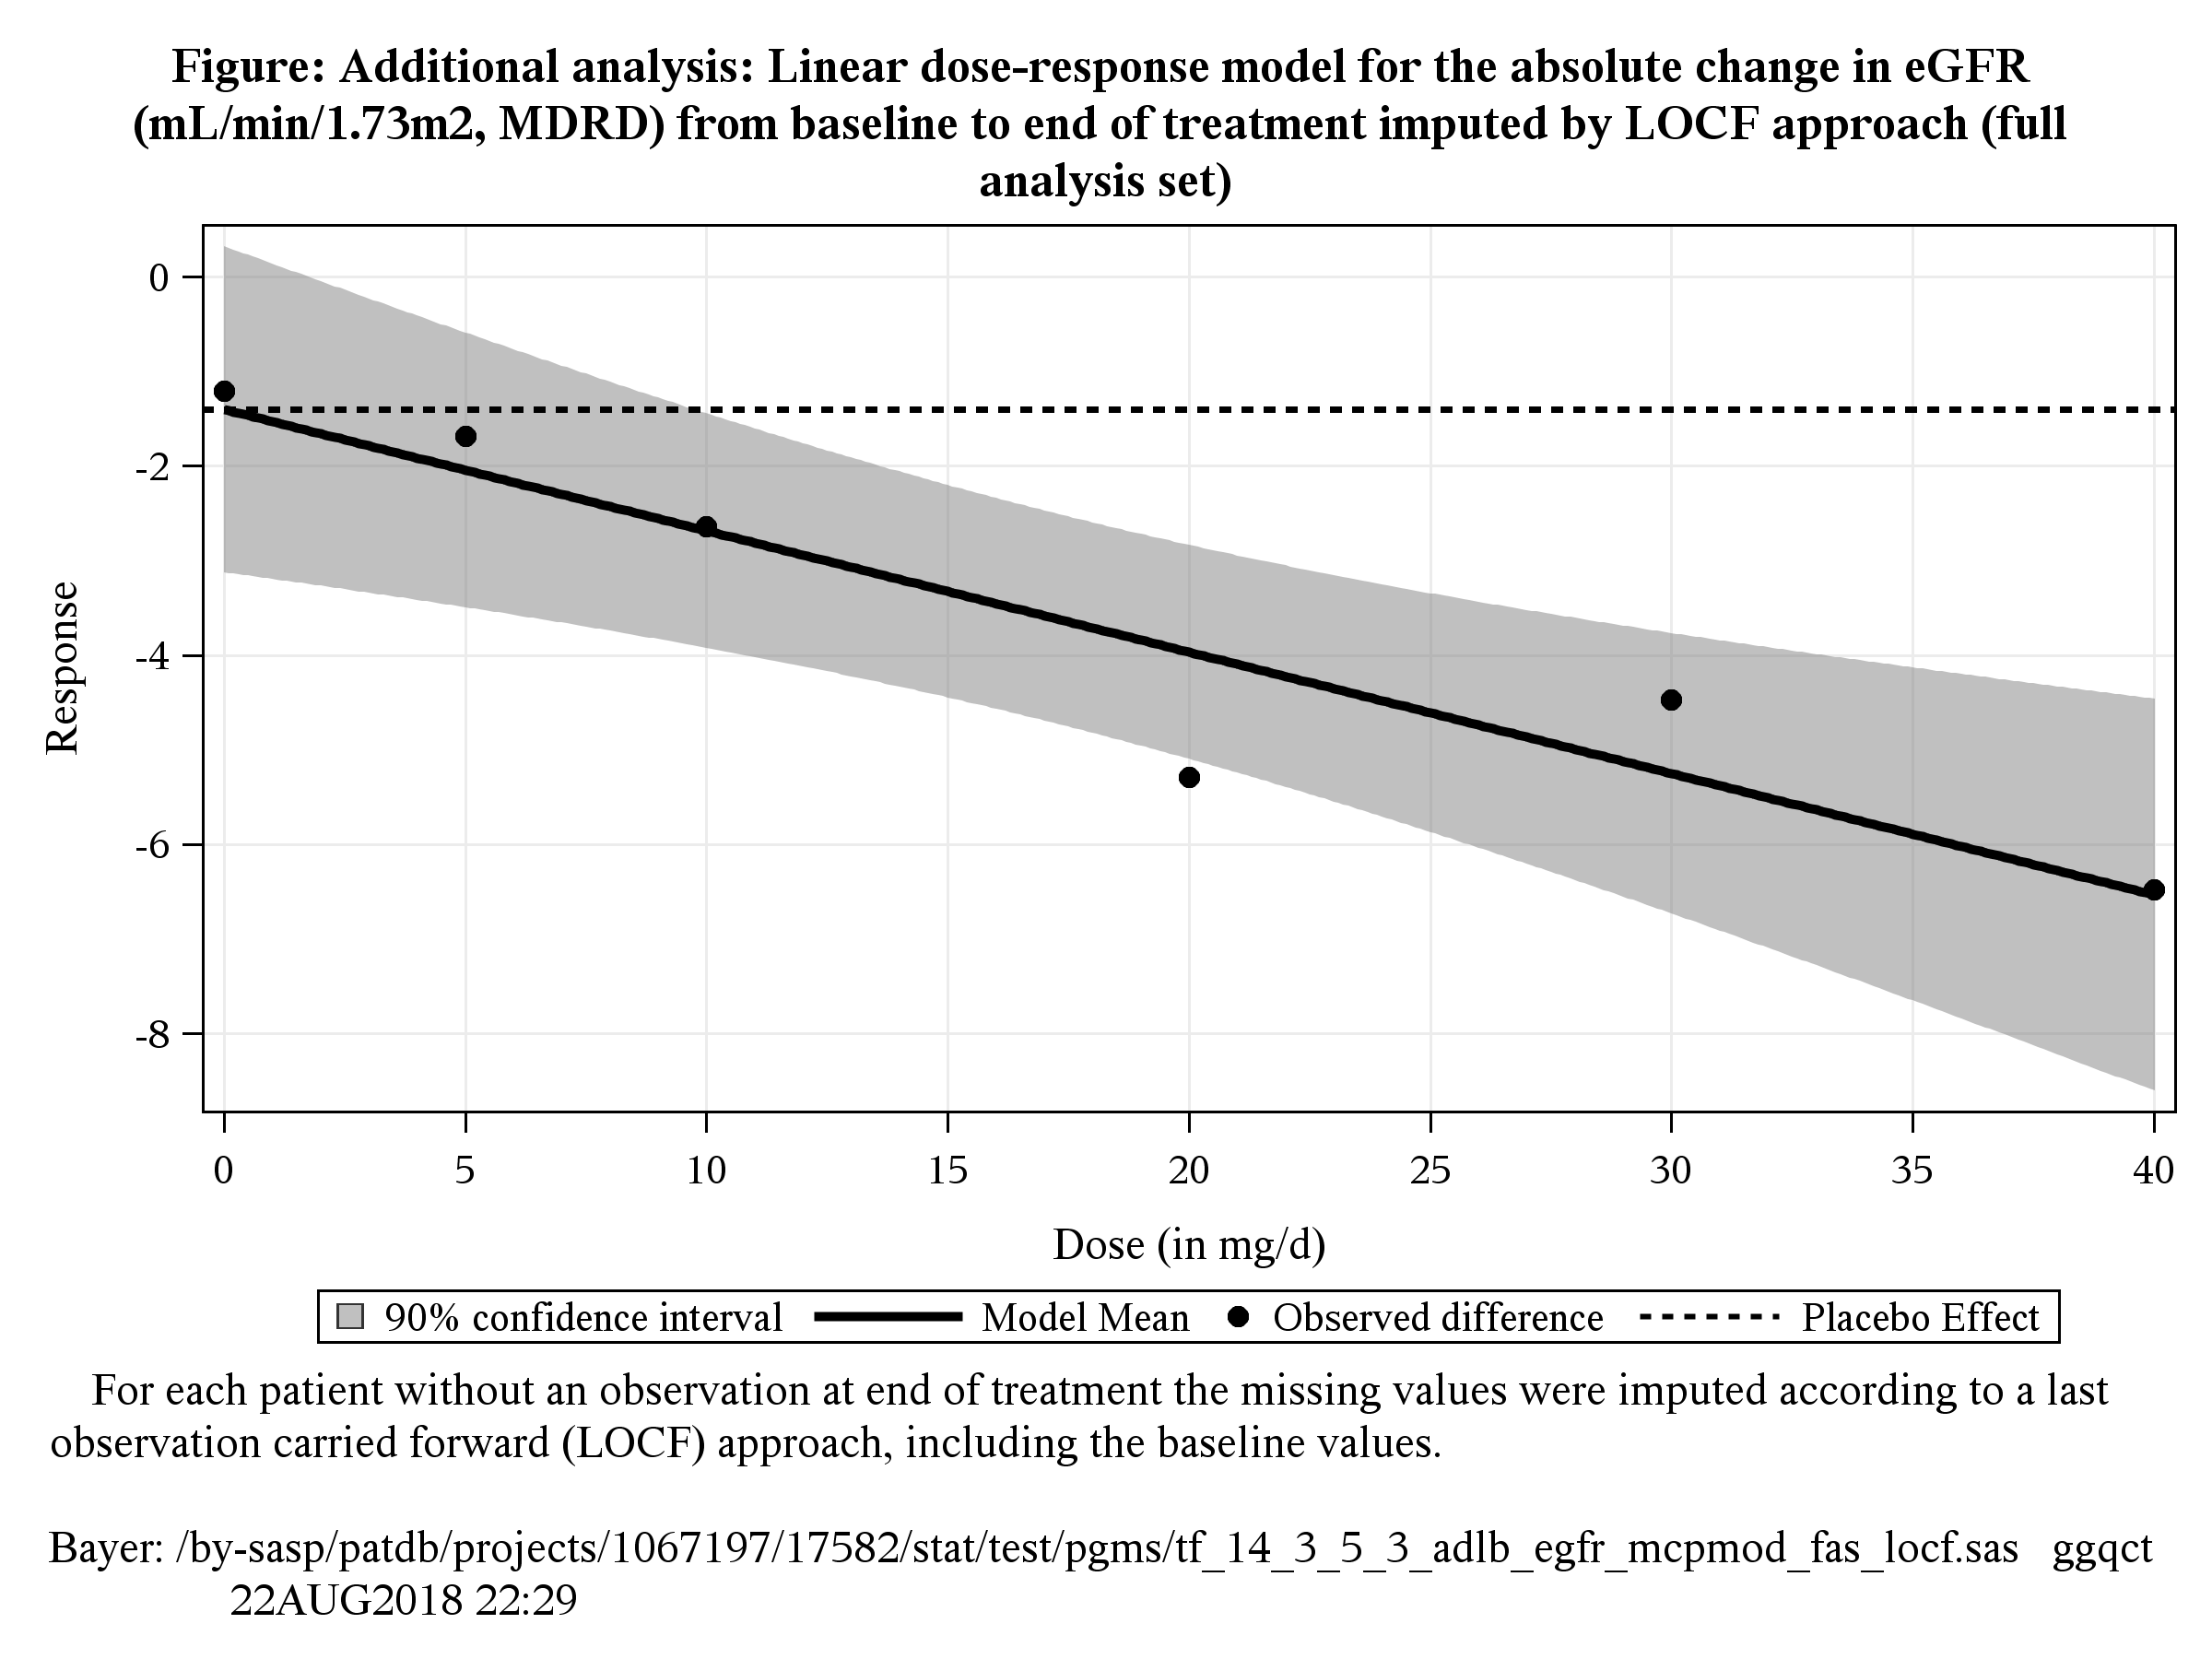 Figure: Additional analysis: Linear dose-response model for the absolute change in eGFR
(mL/min/1.73m2, MDRD) from baseline to end of treatment imputed by LOCF approach (full
analysis set)
0
-2
-4
-6
-8
Response
0 5 10 15 20 25 30 35 40
Dose (in mg/d)
90% confidence interval Model Mean Observed difference Placebo Effect
For each patient without an observation at end of treatment the missing values were imputed according to a last
observation carried forward (LOCF) approach, including the baseline values.
Bayer: /by-sasp/patdb/projects/1067197/17582/stat/test/pgms/tf_14_3_5_3_adlb_egfr_mcpmod_fas_locf.sas ggqct
22AUG2018 22:29